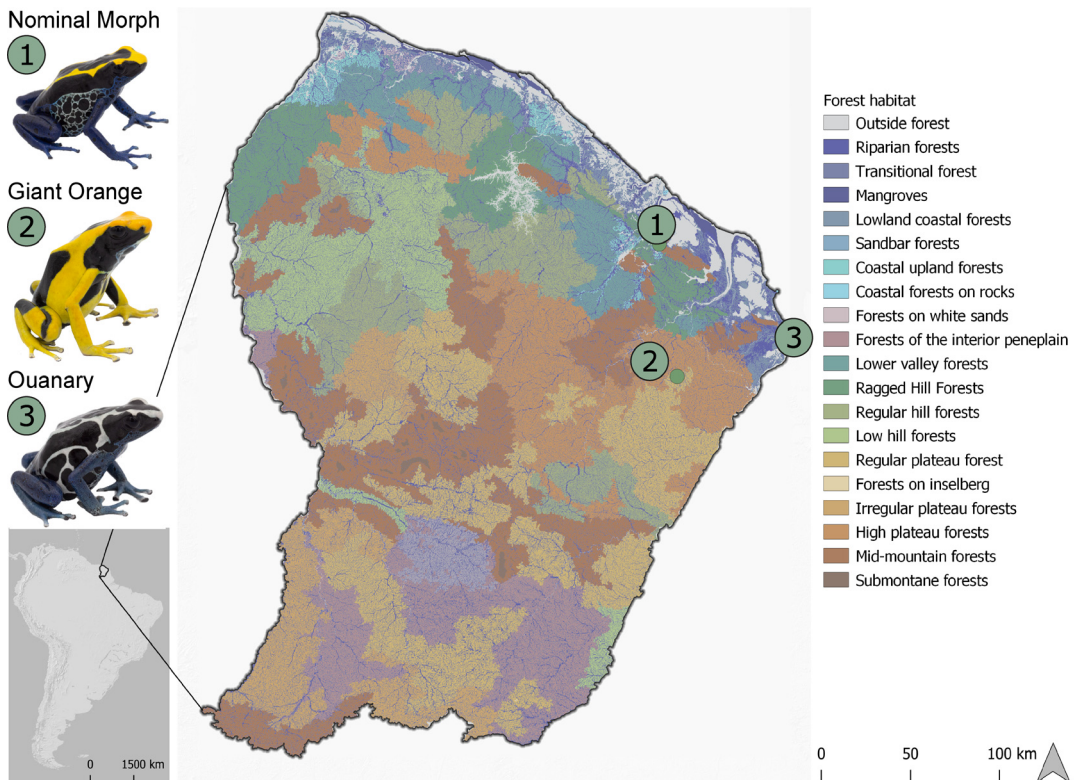 Nominal Morph
1
Giant Orange
2
Ouanary
3
0 1500 km
1
2
3
Forest habitat
Outside forest
Riparian forests
Transitional forest
Mangroves
Lowland coastal forests
Sandbar forests
Coastal upland forests
Coastal forests on rocks
Forests on white sands
Forests of the interior peneplain
Lower valley forests
Ragged Hill Forests
Regular hill forests
Low hill forests
Regular plateau forest
Forests on inselberg
Irregular plateau forests
High plateau forests
Mid-mountain forests
Submontane forests
0 50 100 km